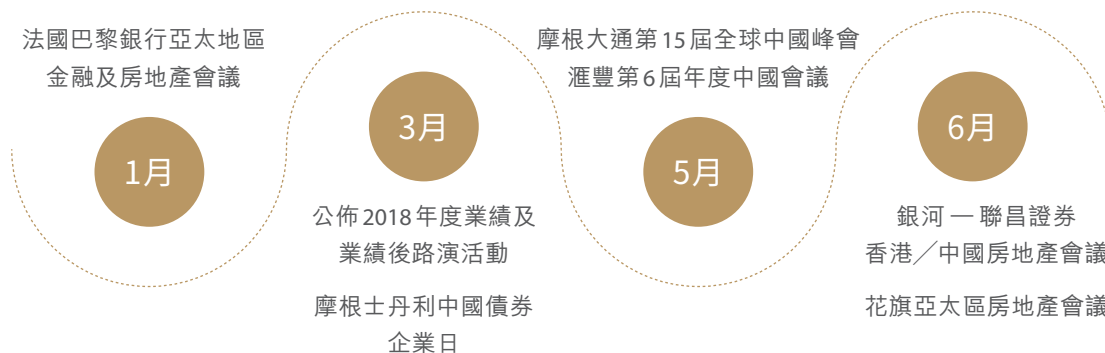 法國巴黎銀行亞太地區
金融及房地產會議
1月
3月
公佈2018年度業績及
業績後路演活動
摩根士丹利中國債券
企業日
摩根大通第15屆全球中國峰會
滙豐第6屆年度中國會議
5月
6月
銀河 — 聯昌證券
香港╱中國房地產會議
花旗亞太區房地產會議